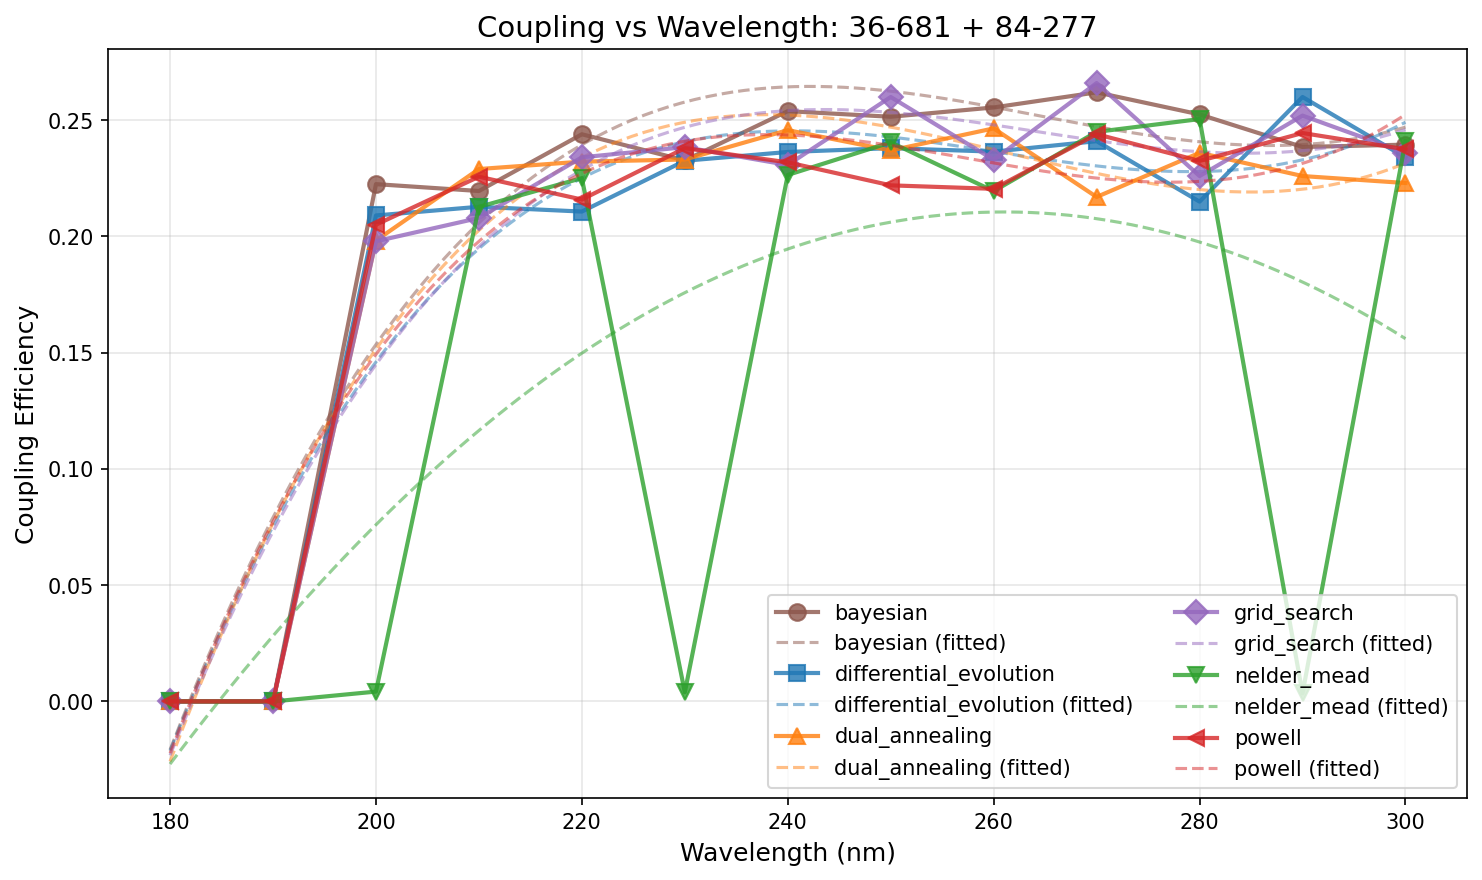 Coupling vs Wavelength: 36-681 + 84-277
Coupling Efficiency
0.25
0.20
0.15
0.10
0.05
0.00
180
200
220
240
260
280
300
Wavelength (nm)
bayesian
bayesian (fitted)
differential_evolution
differential_evolution (fitted)
dual_annealing
dual_annealing (fitted)
grid_search
grid_search (fitted)
nelder_mead
nelder_mead (fitted)
powell
powell (fitted)